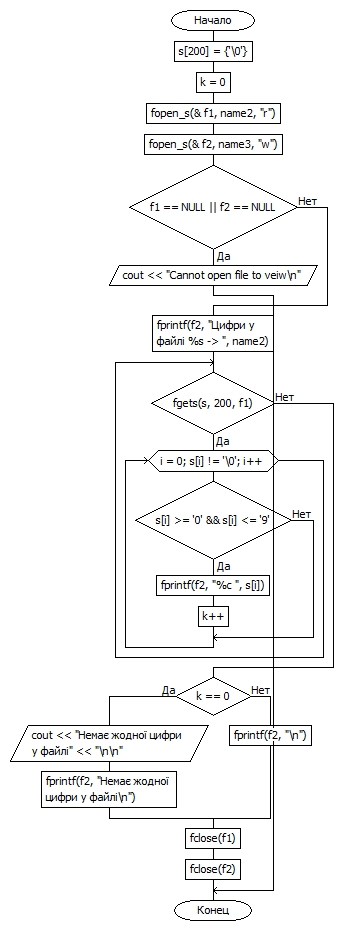 Начало
s[200] = {'\0'}
k = 0
fopen_s(& f1, name2, "r")
fopen_s(& f2, name3, "w")
f1 == NULL || f2 == NULL
Нет
Да
cout << "Cannot open file to veiw\n"
fprintf(f2, "Цифри у
файлі %s -> ", name2)
fgets(s, 200, f1)
Нет
Да
i = 0; s[i] != '\0'; i++
s[i] >= '0' && s[i] <= '9'
Нет
Да
fprintf(f2, "%c ", s[i])
k++
Да
k == 0
Нет
cout << "Немає жодної цифри
у файлі" << "\n\n"
fprintf(f2, "\n")
fprintf(f2, "Немає жодної
цифри у файлі\n")
fclose(f1)
fclose(f2)
Конец